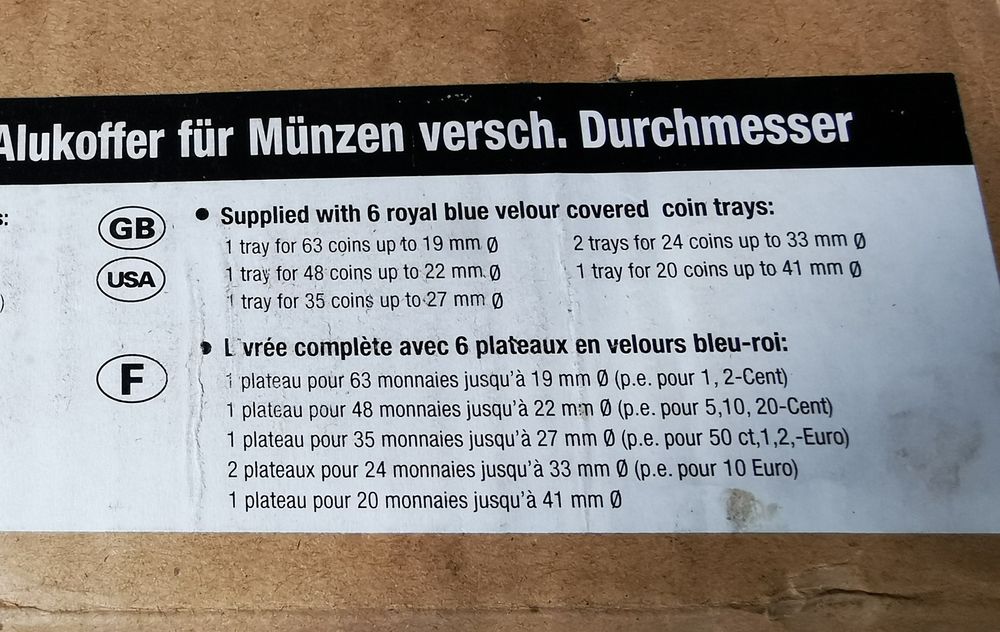 Alukoffer für Münzen versch. Durchmesser
s:
)
GB
USA
● Supplied with 6 royal blue velour covered coin trays:
1 tray for 63 coins up to 19 mm Ø
1 tray for 48 coins up to 22 mm Ø
1 tray for 35 coins up to 27 mm Ø
2 trays for 24 coins up to 33 mm Ø
1 tray for 20 coins up to 41 mm Ø
F
● L vrée complète avec 6 plateaux en velours bleu-roi:
1 plateau pour 63 monnaies jusqu'à 19 mm Ø (p.e. pour 1, 2-Cent)
1 plateau pour 48 monnaies jusqu'à 22 mm Ø (p.e. pour 5,10, 20-Cent)
1 plateau pour 35 monnaies jusqu'à 27 mm Ø (p.e. pour 50 ct,1,2,-Euro)
2 plateaux pour 24 monnaies jusqu'à 33 mm Ø (p.e. pour 10 Euro)
1 plateau pour 20 monnaies jusqu'à 41 mm Ø